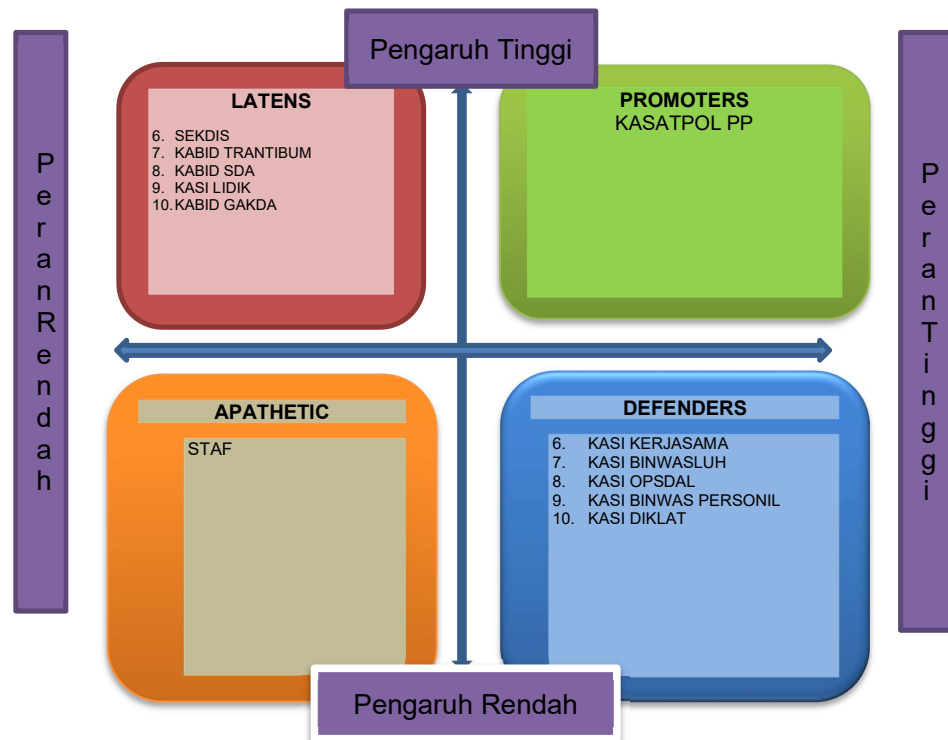 Pengaruh Tinggi
PeranRendah
LATENS
6. SEKDIS
7. KABID TRANTIBUM
8. KABID SDA
9. KASI LIDIK
10. KABID GAKDA
PROMOTERS
KASATPOL PP
PeranTinggi
APATHETIC
STAF
DEFENDERS
6. KASI KERJASAMA
7. KASI BINWASLUH
8. KASI OPSDAL
9. KASI BINWAS PERSONIL
10. KASI DIKLAT
Pengaruh Rendah